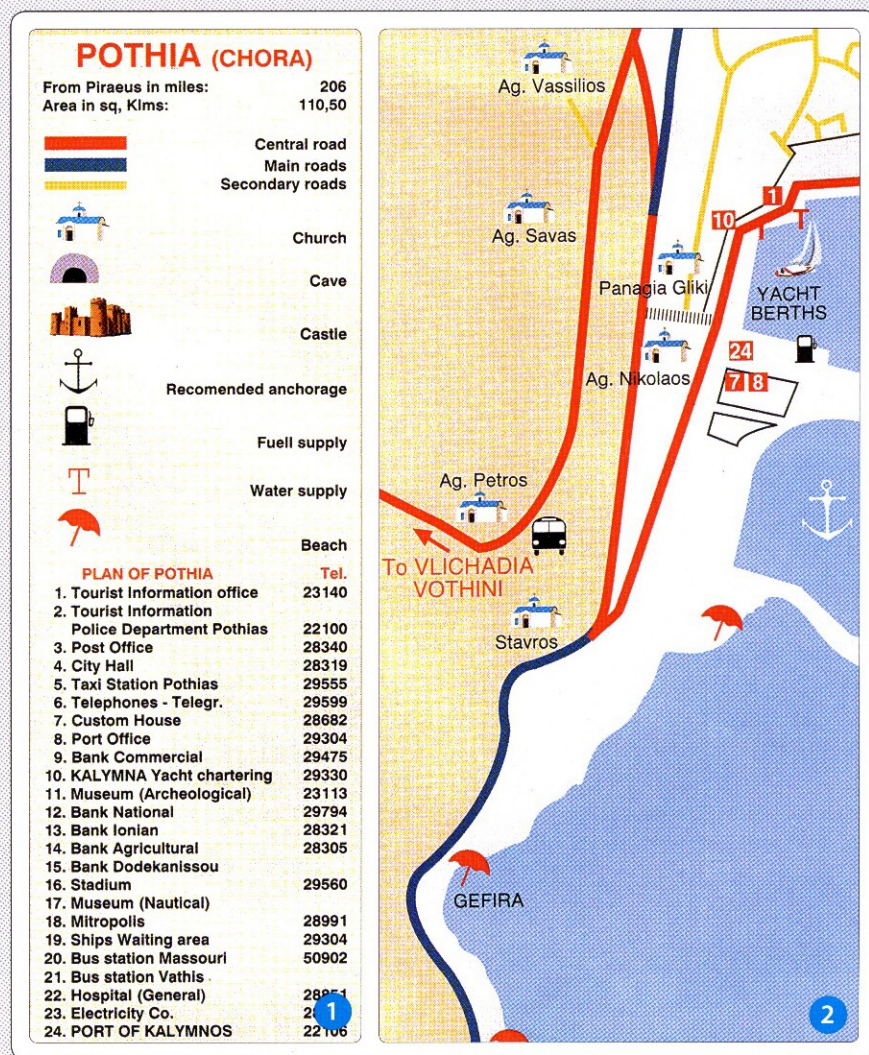 POTHIA (CHORA)
From Piraeus in miles: 206
Area in sq, Klms: 110,50
Central road
Main roads
Secondary roads
Church
Cave
Castle
Recomended anchorage
Fuell supply
Water supply
Beach
PLAN OF POTHIA Tel.
1. Tourist Information office 23140
2. Tourist Information
Police Department Pothias 22100
3. Post Office 28340
4. City Hall 28319
5. Taxi Station Pothias 29555
6. Telephones - Telegr. 29599
7. Custom House 28682
8. Port Office 29304
9. Bank Commercial 29475
10. KALYMNA Yacht chartering 29330
11. Museum (Archeological) 23113
12. Bank National 29794
13. Bank Ionian 28321
14. Bank Agricultural 28305
15. Bank Dodekanissou
16. Stadium 29560
17. Museum (Nautical)
18. Mitropolis 28991
19. Ships Waiting area 29304
20. Bus station Massouri 50902
21. Bus station Vathis
22. Hospital (General)
23. Electricity Co.
24. PORT OF KALYMNOS 22106
1
Ag. Vassilios
1
10
Ag. Savas
Panagia Gliki
YACHT
BERTHS
24
Ag. Nikolaos
7 8
Ag. Petros
To VLICHADIA
VOTHINI
Stavros
GEFIRA
2